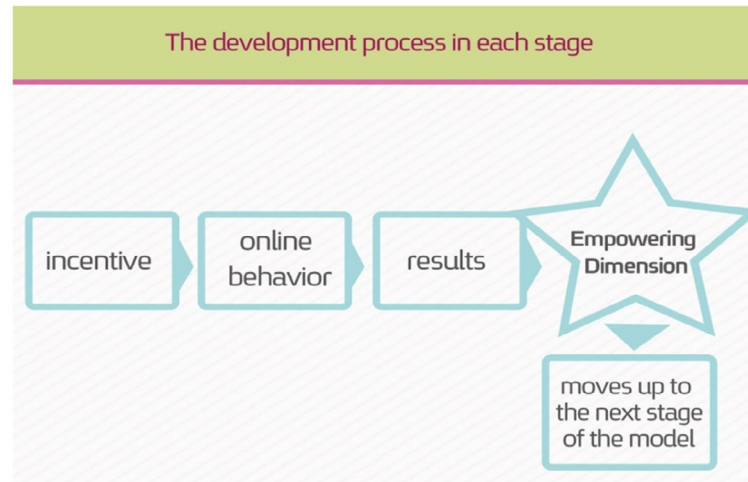 The development process in each stage
incentive
online
behavior
results
Empowering
Dimension
moves up to
the next stage
of the model